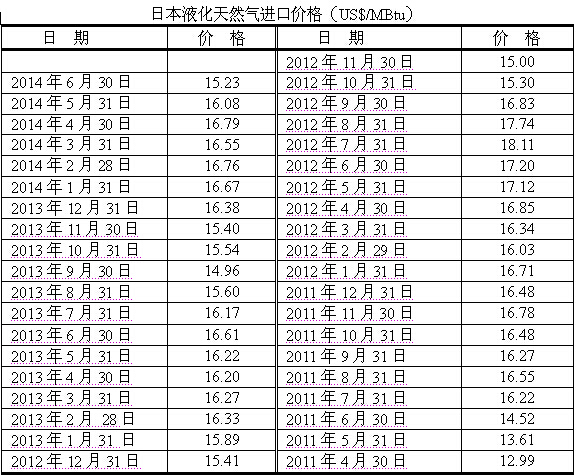 日本液化天然气进口价格（US$/MBtu）
日 期 价 格 日 期 价 格
2012 年 11 月 30 日 15.00
2014 年 6 月 30 日 15.23 2012 年 10 月 31 日 15.30
2014 年 5 月 31 日 16.08 2012 年 9 月 30 日 16.83
2014 年 4 月 30 日 16.79 2012 年 8 月 31 日 17.74
2014 年 3 月 31 日 16.55 2012 年 7 月 31 日 18.11
2014 年 2 月 28 日 16.76 2012 年 6 月 30 日 17.20
2014 年 1 月 31 日 16.67 2012 年 5 月 31 日 17.12
2013 年 12 月 31 日 16.38 2012 年 4 月 30 日 16.85
2013 年 11 月 30 日 15.40 2012 年 3 月 31 日 16.34
2013 年 10 月 31 日 15.54 2012 年 2 月 29 日 16.03
2013 年 9 月 30 日 14.96 2012 年 1 月 31 日 16.71
2013 年 8 月 31 日 15.60 2011 年 12 月 31 日 16.48
2013 年 7 月 31 日 16.17 2011 年 11 月 30 日 16.78
2013 年 6 月 30 日 16.61 2011 年 10 月 31 日 16.48
2013 年 5 月 31 日 16.22 2011 年 9 月 31 日 16.27
2013 年 4 月 30 日 16.20 2011 年 8 月 31 日 16.55
2013 年 3 月 31 日 16.27 2011 年 7 月 31 日 16.22
2013 年 2 月 28 日 16.33 2011 年 6 月 30 日 14.52
2013 年 1 月 31 日 15.89 2011 年 5 月 31 日 13.61
2012 年 12 月 31 日 15.41 2011 年 4 月 30 日 12.99